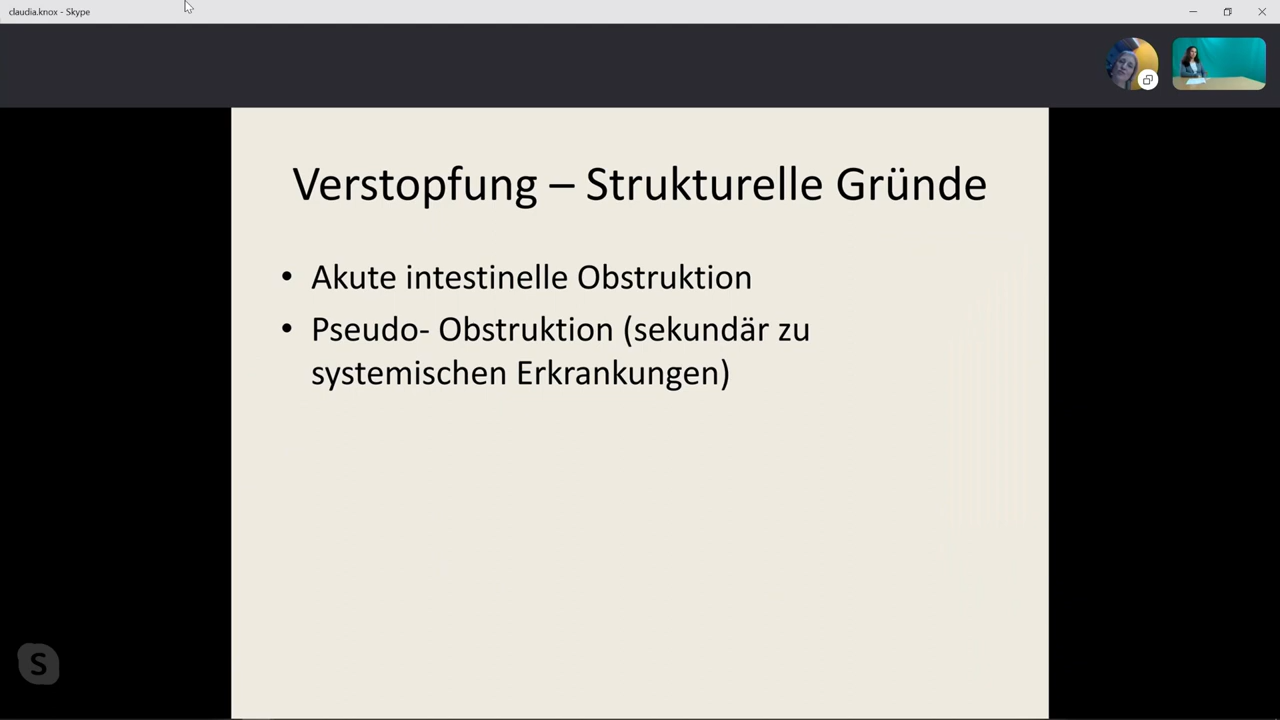 claudia.knox - Skype
Verstopfung – Strukturelle Gründe
• Akute intestinelle Obstruktion
• Pseudo- Obstruktion (sekundär zu
systemischen Erkrankungen)
S